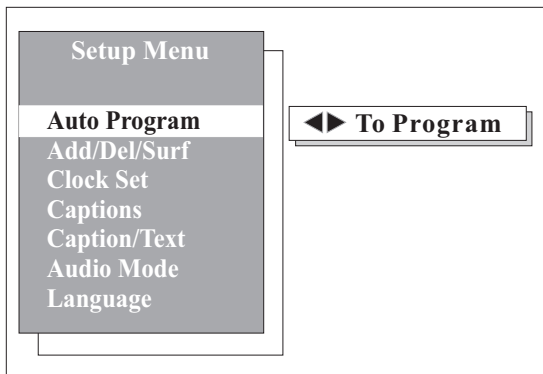 Setup Menu
Auto Program
Add/Del/Surf
Clock Set
Captions
Caption/Text
Audio Mode
Language
◀▶ To Program